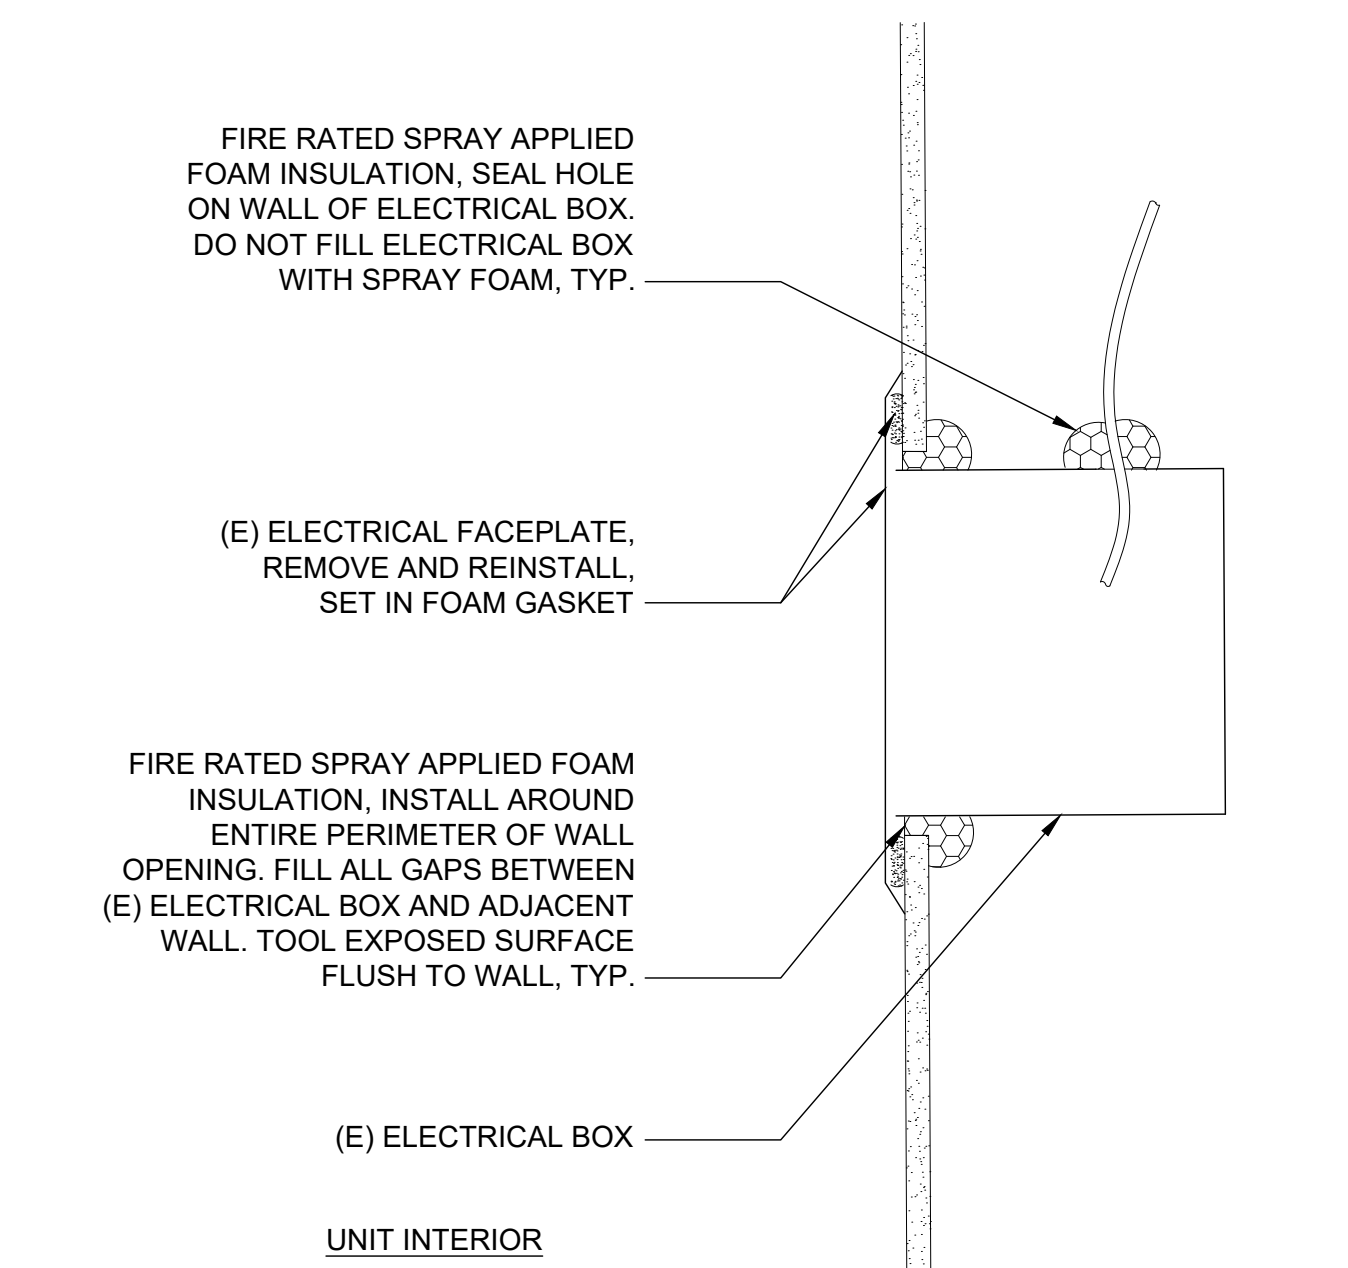 FIRE RATED SPRAY APPLIED
FOAM INSULATION, SEAL HOLE
ON WALL OF ELECTRICAL BOX.
DO NOT FILL ELECTRICAL BOX
WITH SPRAY FOAM, TYP.
(E) ELECTRICAL FACEPLATE,
REMOVE AND REINSTALL,
SET IN FOAM GASKET
FIRE RATED SPRAY APPLIED FOAM
INSULATION, INSTALL AROUND
ENTIRE PERIMETER OF WALL
OPENING. FILL ALL GAPS BETWEEN
(E) ELECTRICAL BOX AND ADJACENT
WALL. TOOL EXPOSED SURFACE
FLUSH TO WALL, TYP.
(E) ELECTRICAL BOX
UNIT INTERIOR